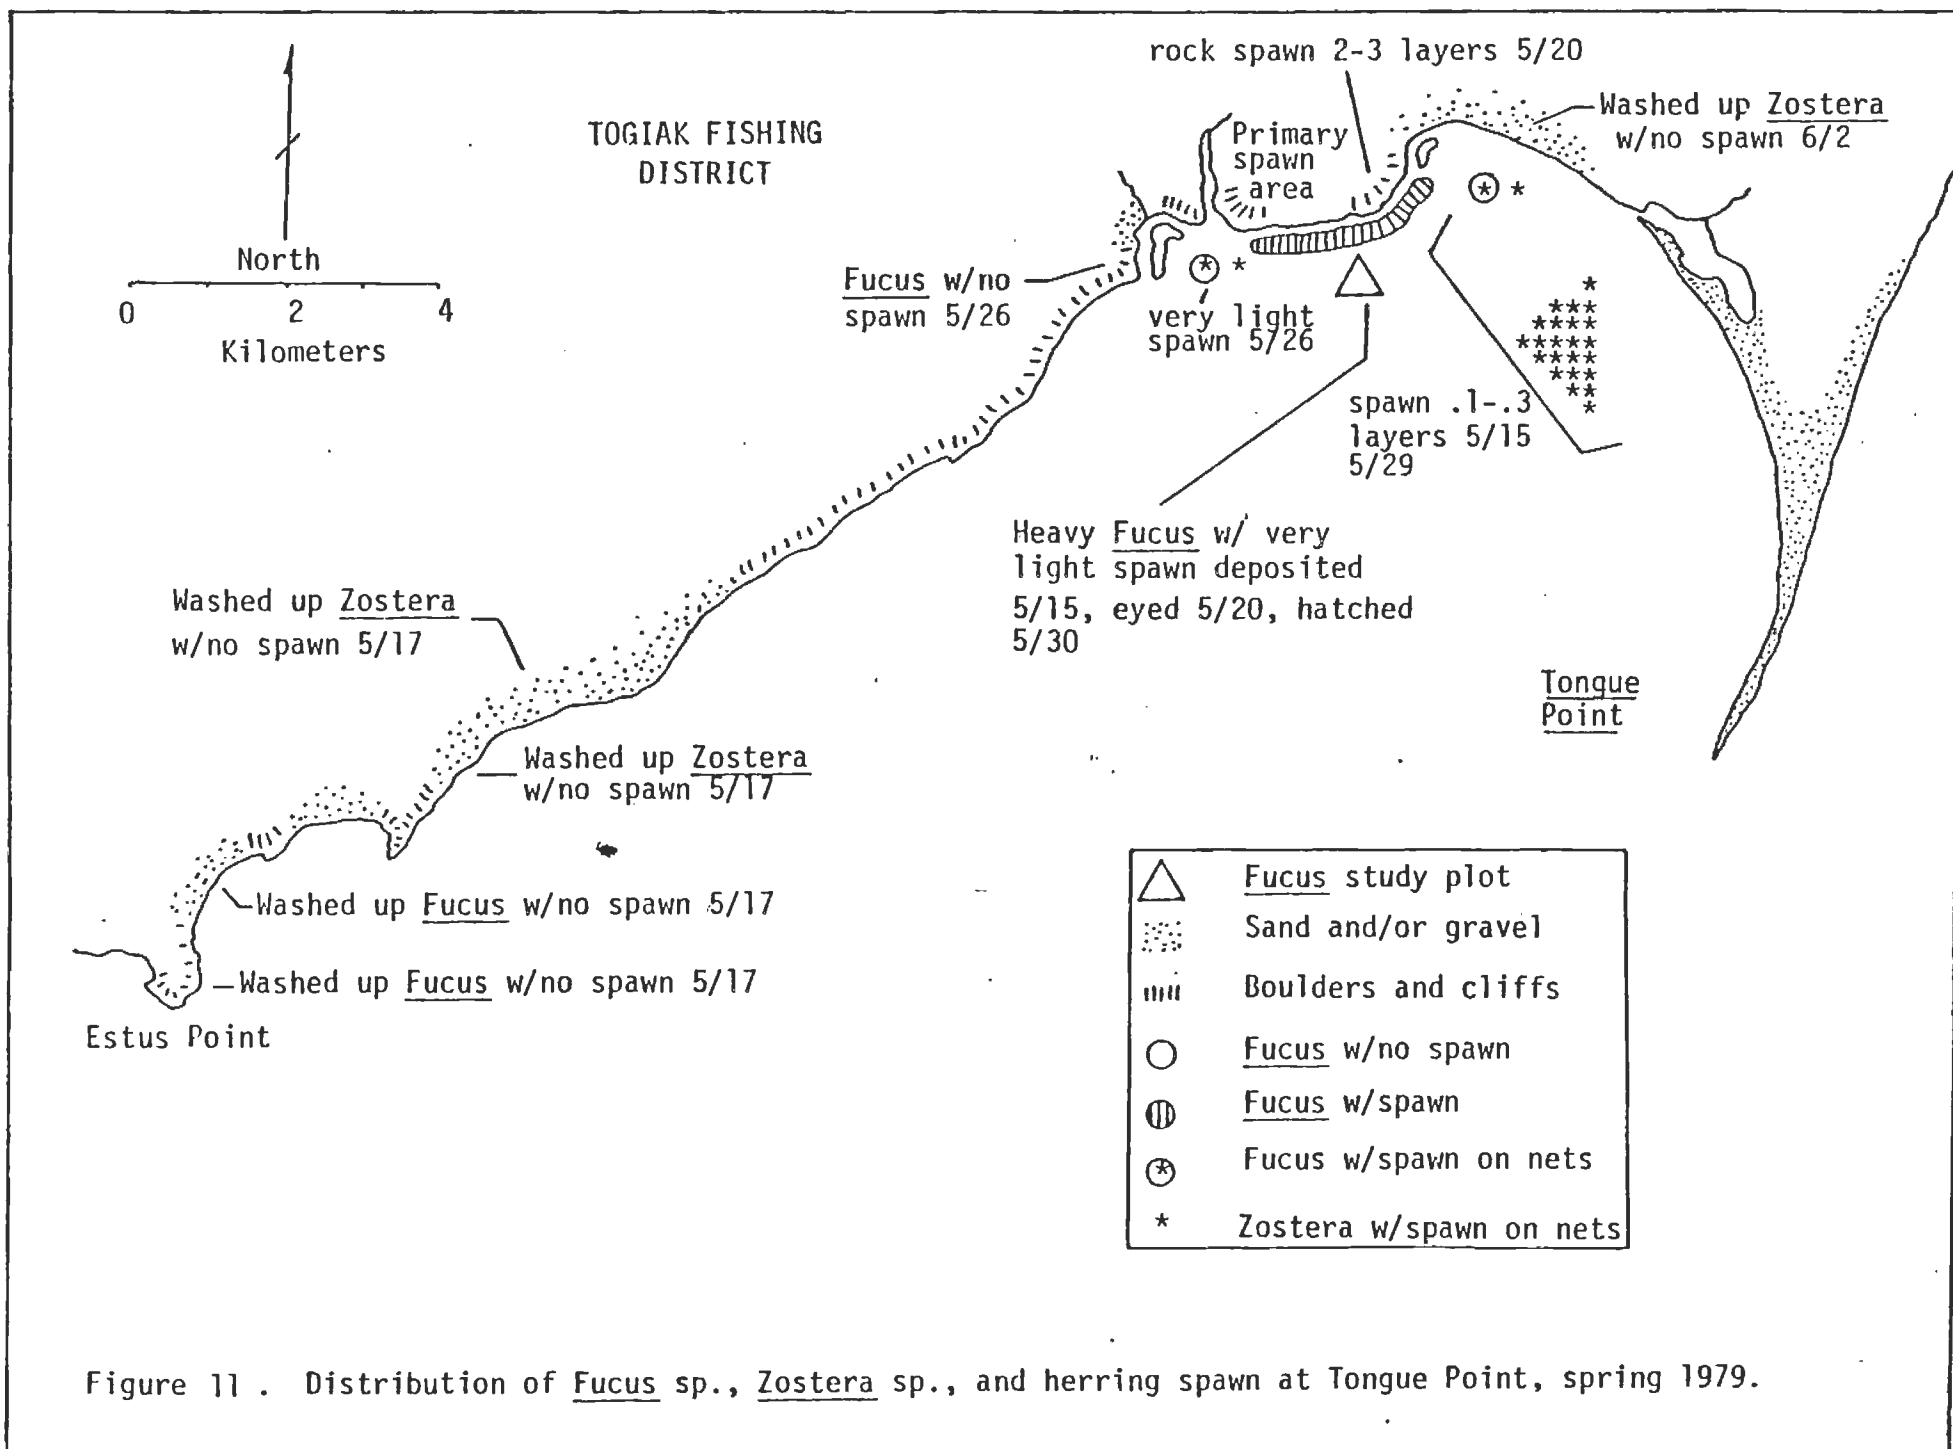 rock spawn 2-3 layers 5/20
Washed up Zostera
w/no spawn 6/2
TOGIAK FISHING
DISTRICT
Primary
spawn
area
North
0 2 4
Kilometers
Fucus w/no
spawn 5/26
very light
spawn 5/26
spawn .1-.3
layers 5/15
5/29
Heavy Fucus w/ very
light spawn deposited
5/15, eyed 5/20, hatched
5/30
Washed up Zostera
w/no spawn 5/17
Tongue
Point
Washed up Zostera
w/no spawn 5/17
Washed up Fucus w/no spawn 5/17
Washed up Fucus w/no spawn 5/17
Estus Point
Fucus study plot
Sand and/or gravel
Boulders and cliffs
Fucus w/no spawn
Fucus w/spawn
Fucus w/spawn on nets
* Zostera w/spawn on nets
Figure 11 . Distribution of Fucus sp., Zostera sp., and herring spawn at Tongue Point, spring 1979.